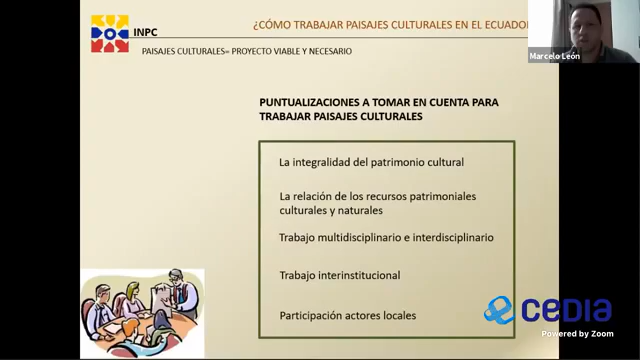 ¿CÓMO TRABAJAR PAISAJES CULTURALES EN EL ECUADOR
INPC
PAISAJES CULTURALES= PROYECTO VIABLE Y NECESARIO
Marcelo León
PUNTUALIZACIONES A TOMAR EN CUENTA PARA
TRABAJAR PAISAJES CULTURALES
La integralidad del patrimonio cultural
La relación de los recursos patrimoniales
culturales y naturales
Trabajo multidisciplinario e interdisciplinario
Trabajo interinstitucional
Participación actores locales
cedia
Powered by Zoom